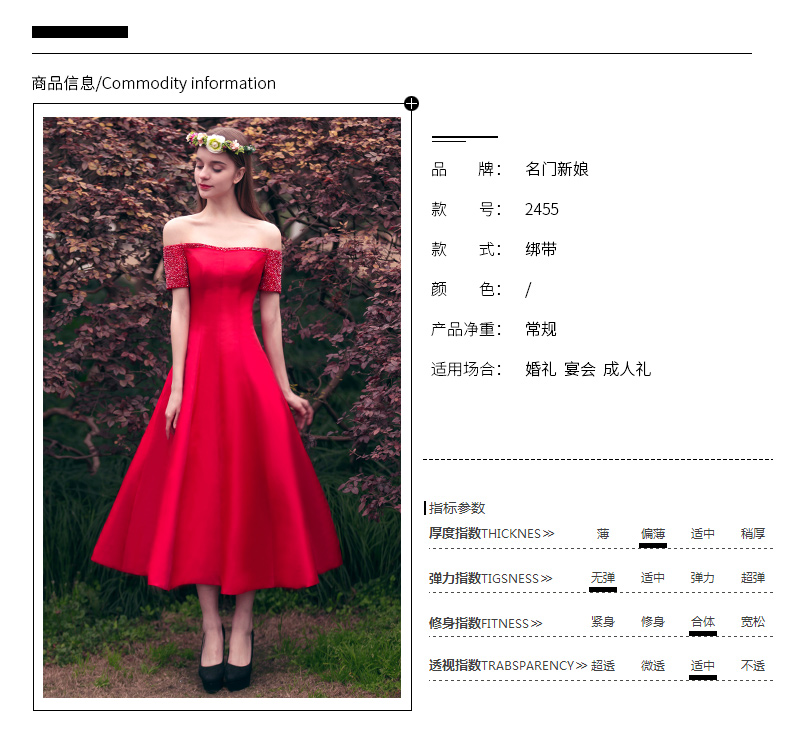 商品信息/Commodity information
品 牌： 名门新娘
款 号： 2455
款 式： 绑带
颜 色： /
产品净重： 常规
适用场合： 婚礼 宴会 成人礼
指标参数
厚度指数THICKNES≫ 薄 偏薄 适中 稍厚
弹力指数TIGSNESS≫ 无弹 适中 弹力 超弹
修身指数FITNESS≫ 紧身 修身 合体 宽松
透视指数TRABSPARENCY≫ 超透 微透 适中 不透